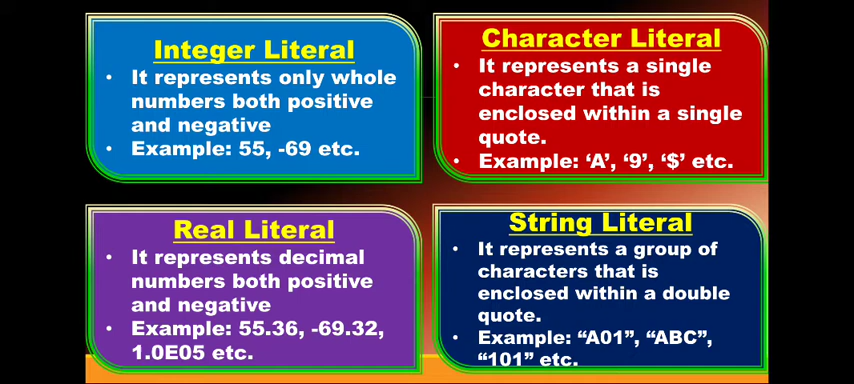 Integer Literal
• It represents only whole
numbers both positive
and negative
• Example: 55, -69 etc.
Character Literal
• It represents a single
character that is
enclosed within a single
quote.
• Example: ‘A’, ‘9’, ‘$’ etc.
Real Literal
• It represents decimal
numbers both positive
and negative
• Example: 55.36, -69.32,
1.0E05 etc.
String Literal
• It represents a group of
characters that is
enclosed within a double
quote.
• Example: “A01”, “ABC”,
“101” etc.